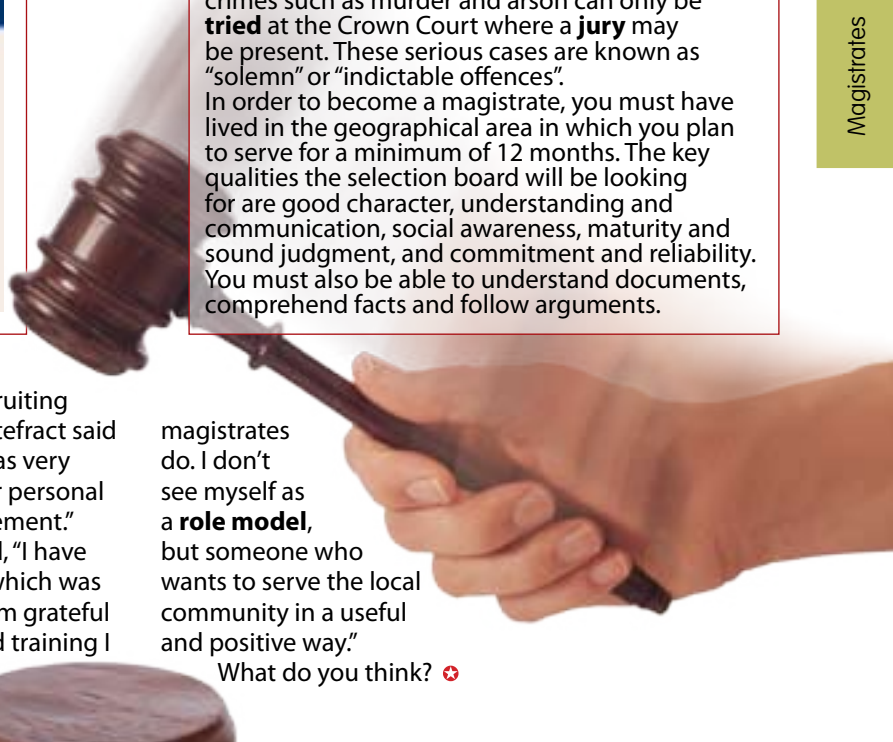 crimes such as murder and arson can only be
tried at the Crown Court where a jury may
be present. These serious cases are known as
“solemn” or “indictable offences”.
In order to become a magistrate, you must have
lived in the geographical area in which you plan
to serve for a minimum of 12 months. The key
qualities the selection board will be looking
for are good character, understanding and
communication, social awareness, maturity and
sound judgment, and commitment and reliability.
You must also be able to understand documents,
comprehend facts and follow arguments.
Magistrates
ruiting
tefract said
as very
r personal
ement.”
l, “I have
which was
m grateful
d training I
magistrates
do. I don’t
see myself as
a role model,
but someone who
wants to serve the local
community in a useful
and positive way.”
What do you think?